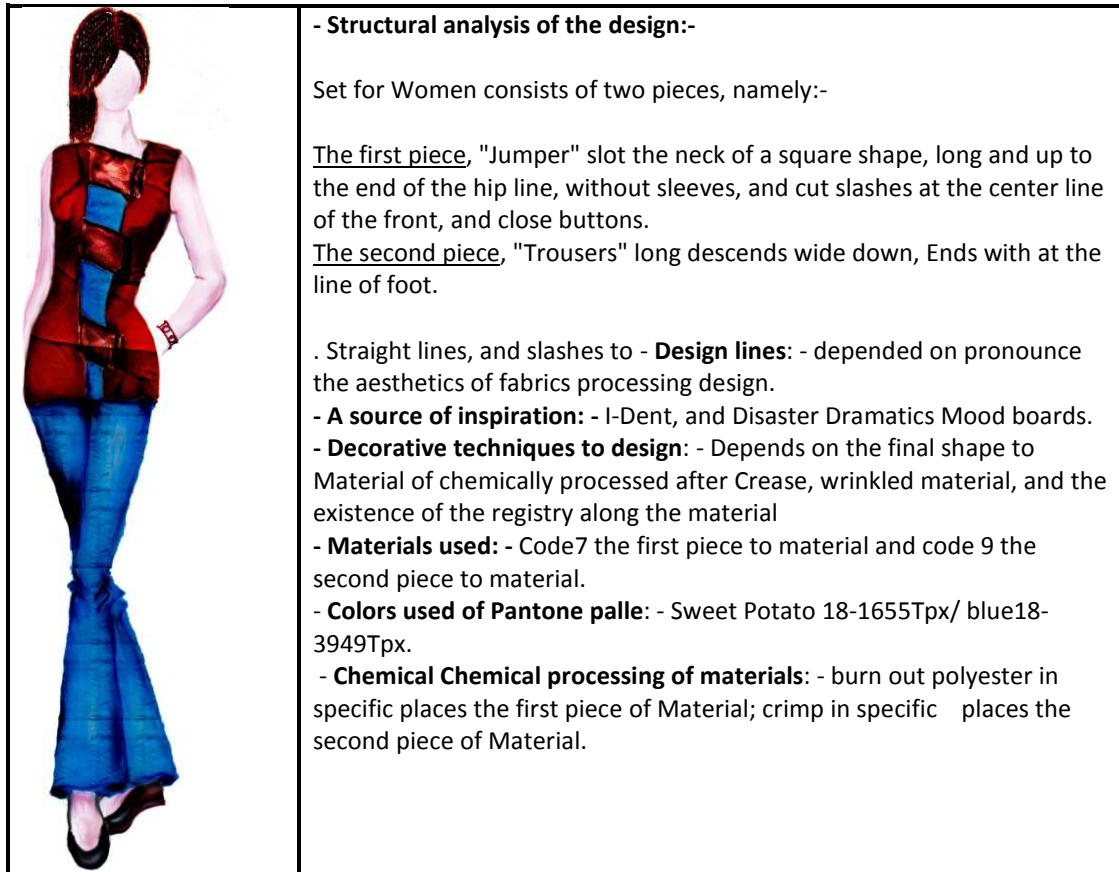 - Structural analysis of the design:-
Set for Women consists of two pieces, namely:-
The first piece, "Jumper" slot the neck of a square shape, long and up to
the end of the hip line, without sleeves, and cut slashes at the center line
of the front, and close buttons.
The second piece, "Trousers" long descends wide down, Ends with at the
line of foot.
. Straight lines, and slashes to - Design lines: - depended on pronounce
the aesthetics of fabrics processing design.
- A source of inspiration: - I-Dent, and Disaster Dramatics Mood boards.
- Decorative techniques to design: - Depends on the final shape to
Material of chemically processed after Crease, wrinkled material, and the
existence of the registry along the material
- Materials used: - Code7 the first piece to material and code 9 the
second piece to material.
- Colors used of Pantone palle: - Sweet Potato 18-1655Tpx/ blue18-
3949Tpx.
- Chemical Chemical processing of materials: - burn out polyester in
specific places the first piece of Material; crimp in specific places the
second piece of Material.